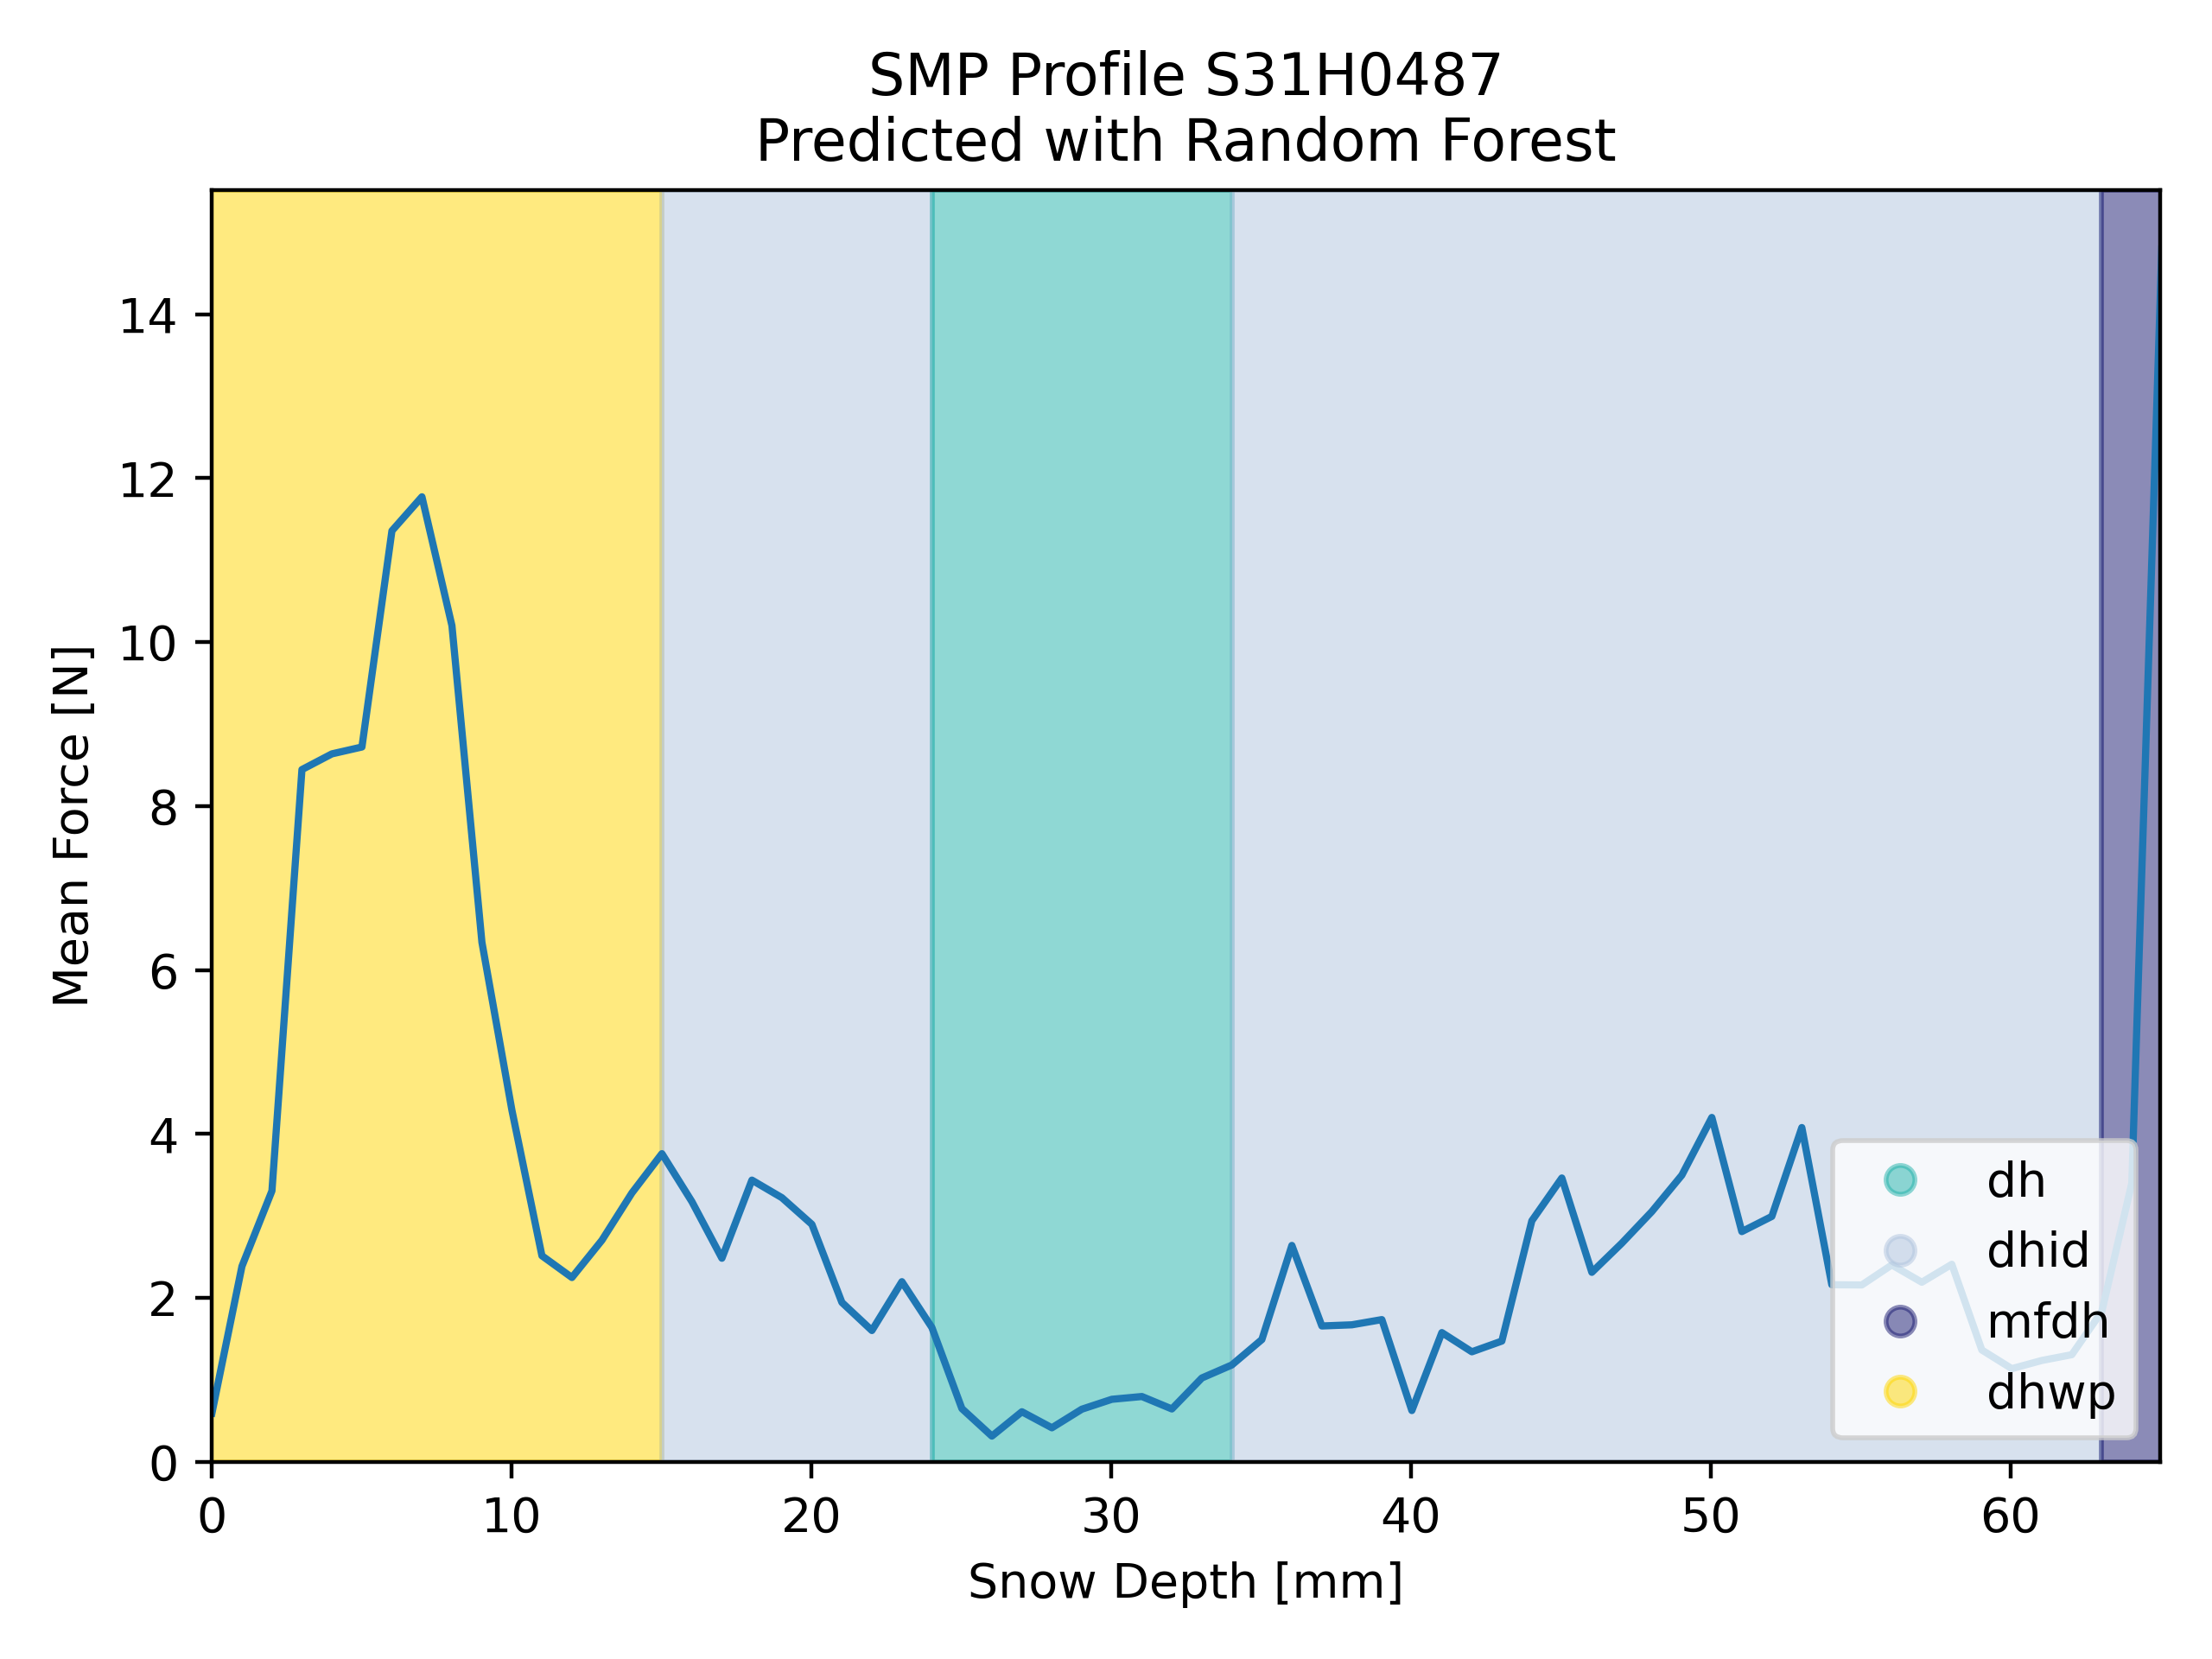 SMP Profile S31H0487
Predicted with Random Forest
Mean Force [N]
14
12
10
8
6
4
2
0
dh
dhid
mfdh
dhwp
0 10 20 30 40 50 60
Snow Depth [mm]